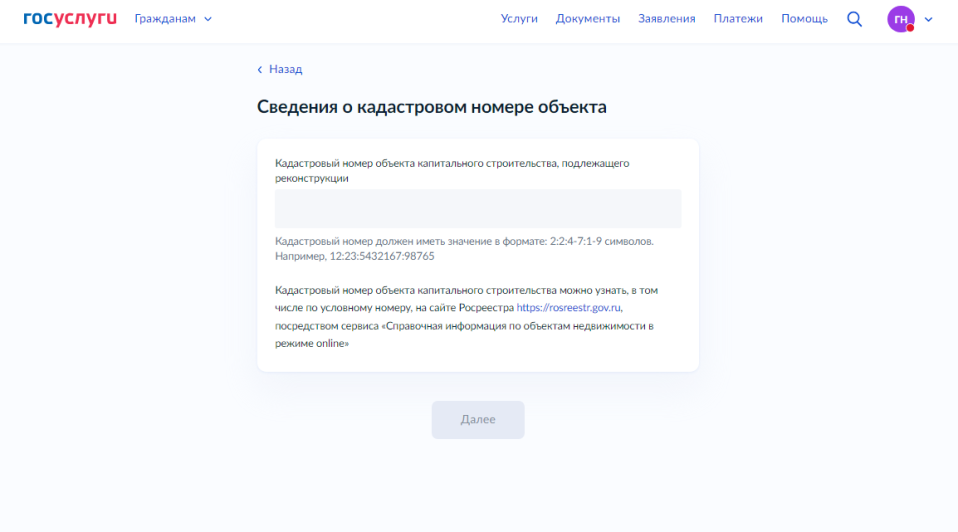 госуслуги Гражданам Услуги Документы Заявления Платежи Помощь ГН
Назад
Сведения о кадастровом номере объекта
Кадастровый номер объекта капитального строительства, подлежащего
реконструкции
Кадастровый номер должен иметь значение в формате: 2:2:4-7:1-9 символов.
Например, 12:23:5432167:98765
Кадастровый номер объекта капитального строительства можно узнать, в том
числе по условному номеру, на сайте Росреестра https://rosreestr.gov.ru,
посредством сервиса «Справочная информация по объектам недвижимости в
режиме online»
Далее